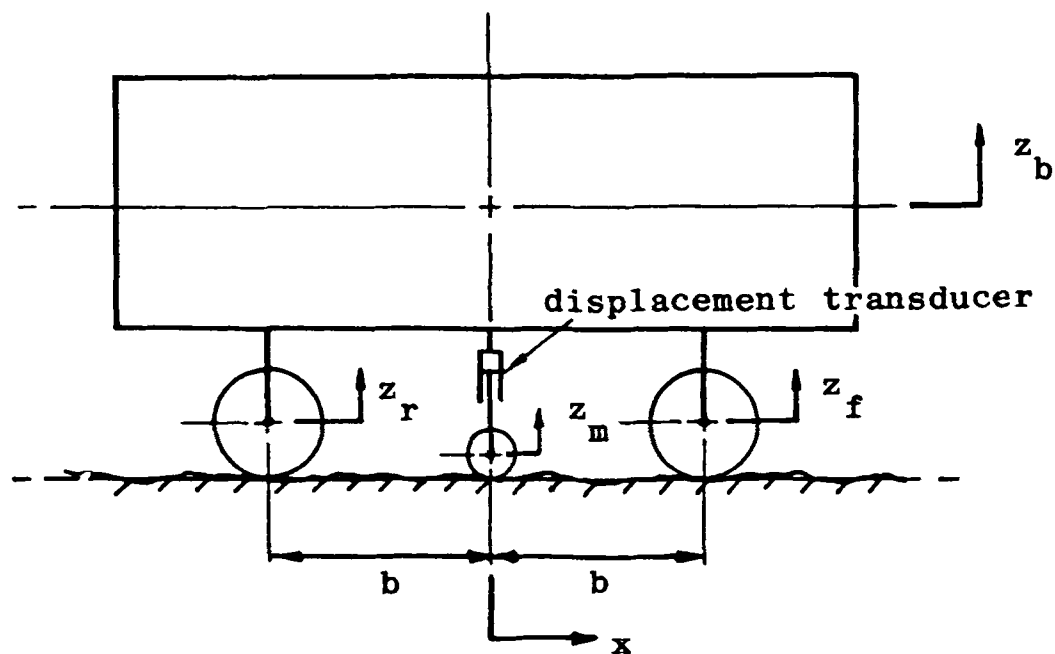 z_b
displacement transducer
z_r
z_m
z_f
b
b
x